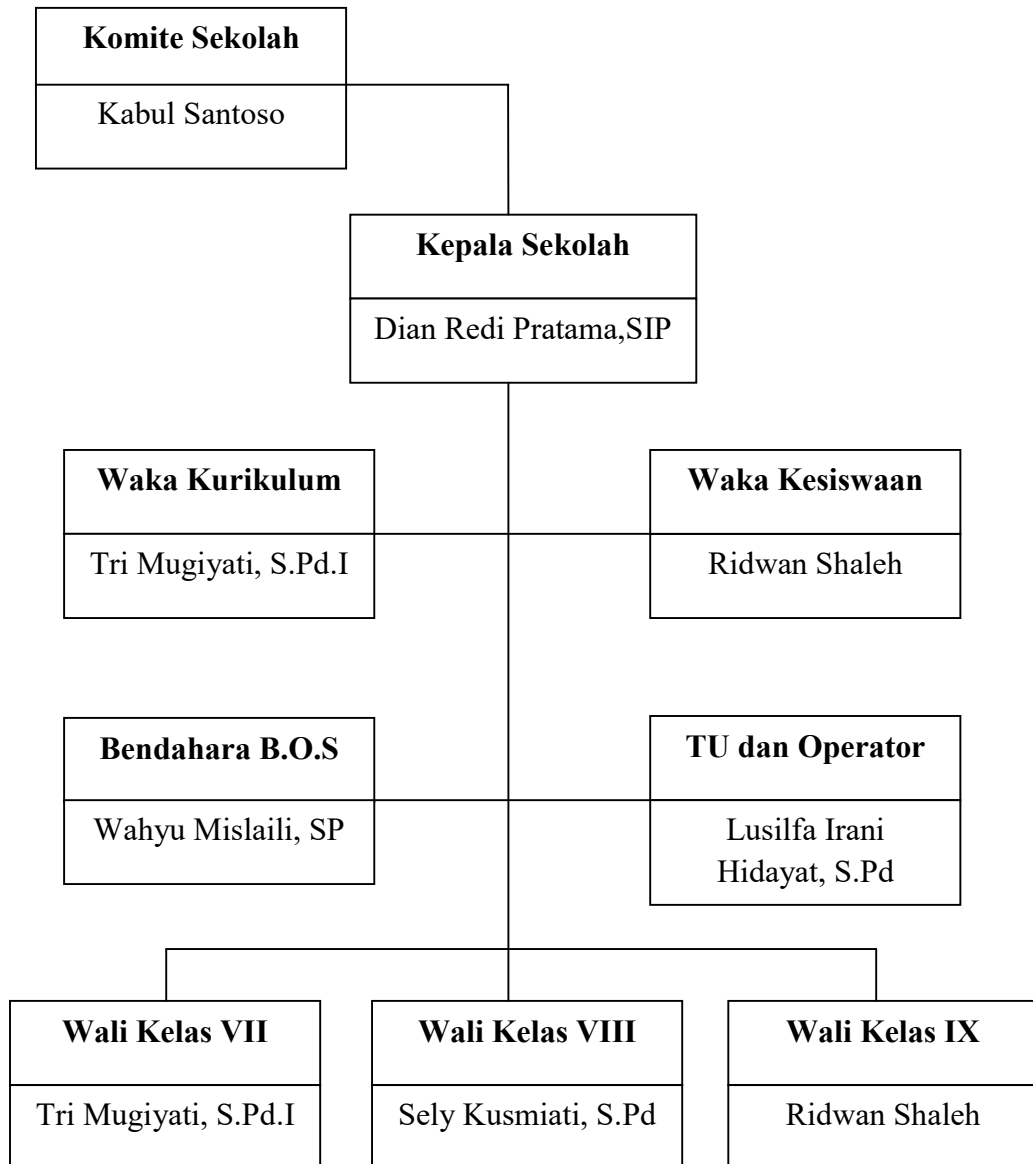 Komite Sekolah
Kabul Santoso
Kepala Sekolah
Dian Redi Pratama,SIP
Waka Kurikulum
Tri Mugiyati, S.Pd.I
Waka Kesiswaan
Ridwan Shaleh
Bendahara B.O.S
Wahyu Mislaili, SP
TU dan Operator
Lusilfa Irani
Hidayat, S.Pd
Wali Kelas VII
Tri Mugiyati, S.Pd.I
Wali Kelas VIII
Sely Kusmiati, S.Pd
Wali Kelas IX
Ridwan Shaleh